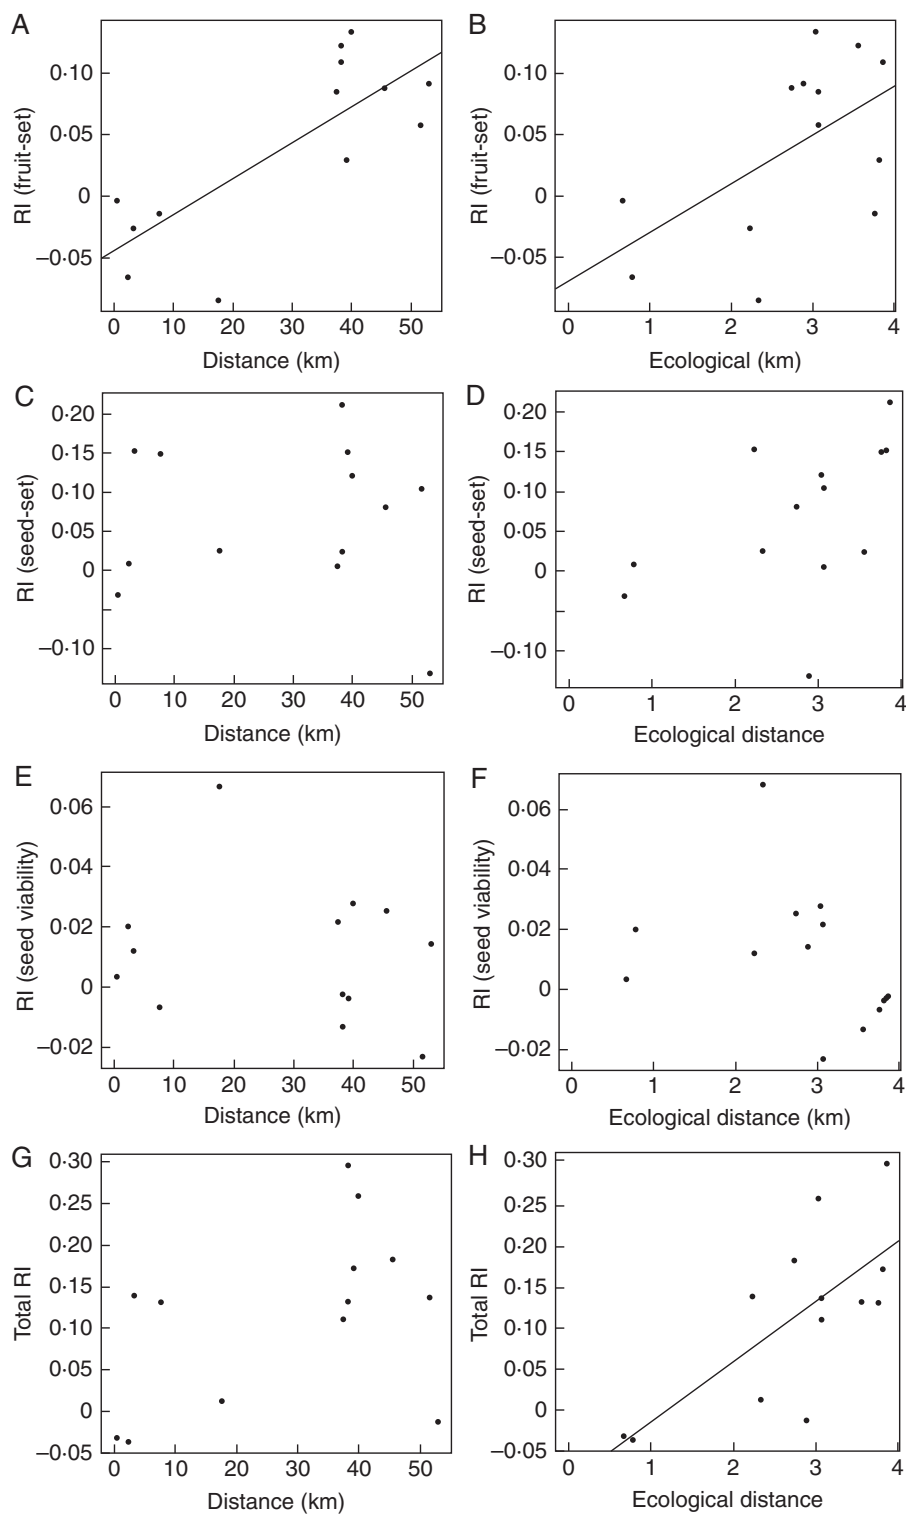 A
RI (fruit-set)
0·10
0·05
0
–0·05
0 10 20 30 40 50
Distance (km)
B
RI (fruit-set)
0·10
0·05
0
–0·05
0 1 2 3 4
Ecological (km)
C
RI (seed-set)
0·20
0·15
0·10
0·05
0
–0·10
0 10 20 30 40 50
Distance (km)
D
RI (seed-set)
0·20
0·15
0·10
0·05
0
–0·10
0 1 2 3 4
Ecological distance
E
RI (seed viability)
0·06
0·04
0·02
0
–0·02
0 10 20 30 40 50
Distance (km)
F
RI (seed viability)
0·06
0·04
0·02
0
–0·02
0 1 2 3 4
Ecological distance (km)
G
Total RI
0·30
0·25
0·20
0·15
0·10
0·05
0
–0·05
0 10 20 30 40 50
Distance (km)
H
Total RI
0·30
0·25
0·20
0·15
0·10
0·05
0
–0·05
0 1 2 3 4
Ecological distance